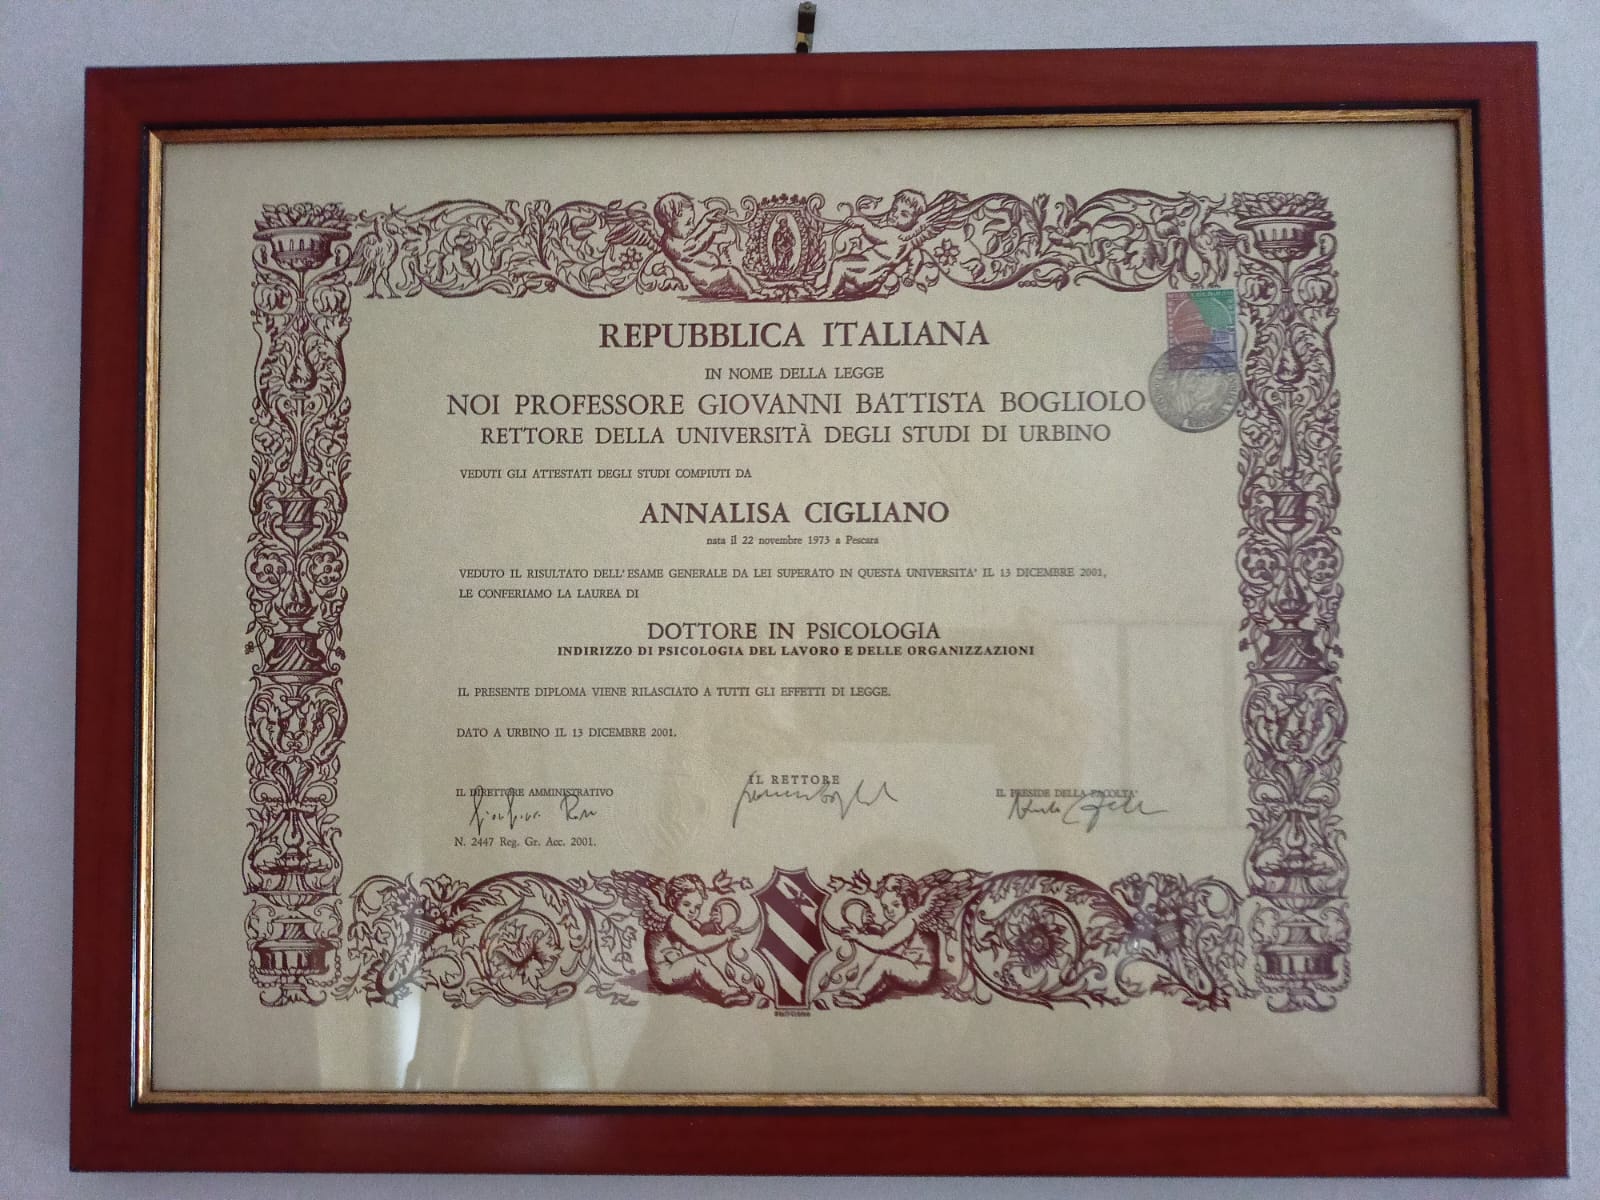 REPUBBLICA ITALIANA
IN NOME DELLA LEGGE
NOI PROFESSORE GIOVANNI BATTISTA BOGLIOLO
RETTORE DELLA UNIVERSITÀ DEGLI STUDI DI URBINO
VEDUTI GLI ATTESTATI DEGLI STUDI COMPIUTI DA
ANNALISA CIGLIANO
nata il 22 novembre 1973 a Pescara
VEDUTO IL RISULTATO DELL'ESAME GENERALE DA LEI SUPERATO IN QUESTA UNIVERSITA' IL 13 DICEMBRE 2001,
LE CONFERIAMO LA LAUREA DI
DOTTORE IN PSICOLOGIA
INDIRIZZO DI PSICOLOGIA DEL LAVORO E DELLE ORGANIZZAZIONI
IL PRESENTE DIPLOMA VIENE RILASCIATO A TUTTI GLI EFFETTI DI LEGGE.
DATO A URBINO IL 13 DICEMBRE 2001.
IL DIRETTORE AMMINISTRATIVO
IL RETTORE
IL PRESIDE DELLA FACOLTA'
N. 2447 Reg. Gr. Acc. 2001.